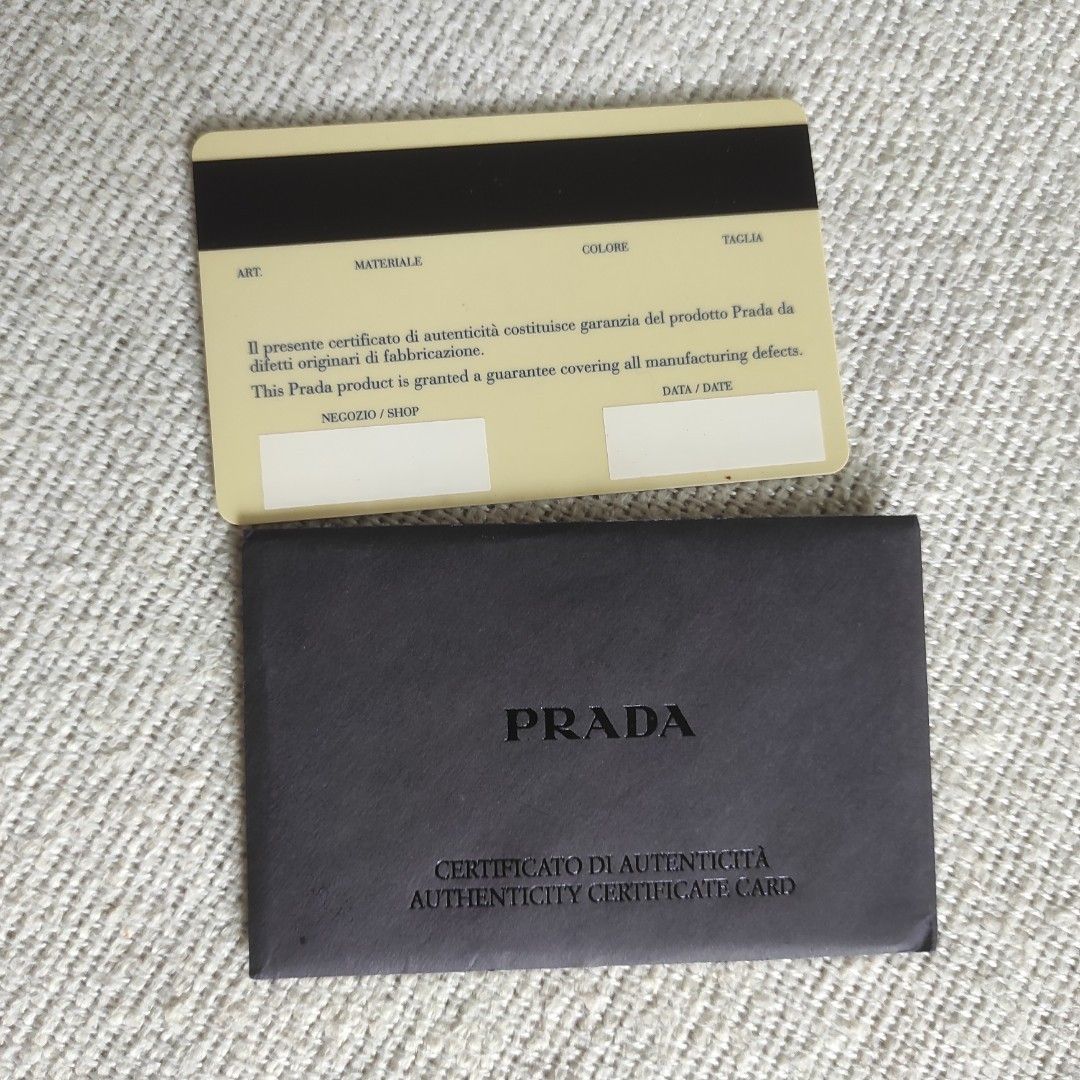 ART. MATERIALE COLORE TAGLIA
Il presente certificato di autenticità costituisce garanzia del prodotto Prada da
difetti originari di fabbricazione.
This Prada product is granted a guarantee covering all manufacturing defects.
NEGOZIO / SHOP DATA / DATE
PRADA
CERTIFICATO DI AUTENTICITÀ
AUTHENTICITY CERTIFICATE CARD